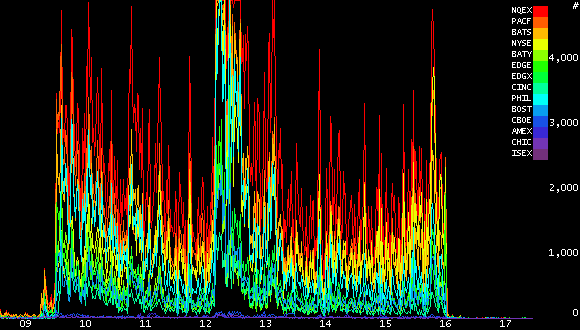 #
NQEX
PACF
BATS
NYSE
BATY
EDGE
EDGX
CINC
PHIL
BOST
CBOE
AMEX
CHIC
ISEX
4,000
3,000
2,000
1,000
0
09 10 11 12 13 14 15 16 17